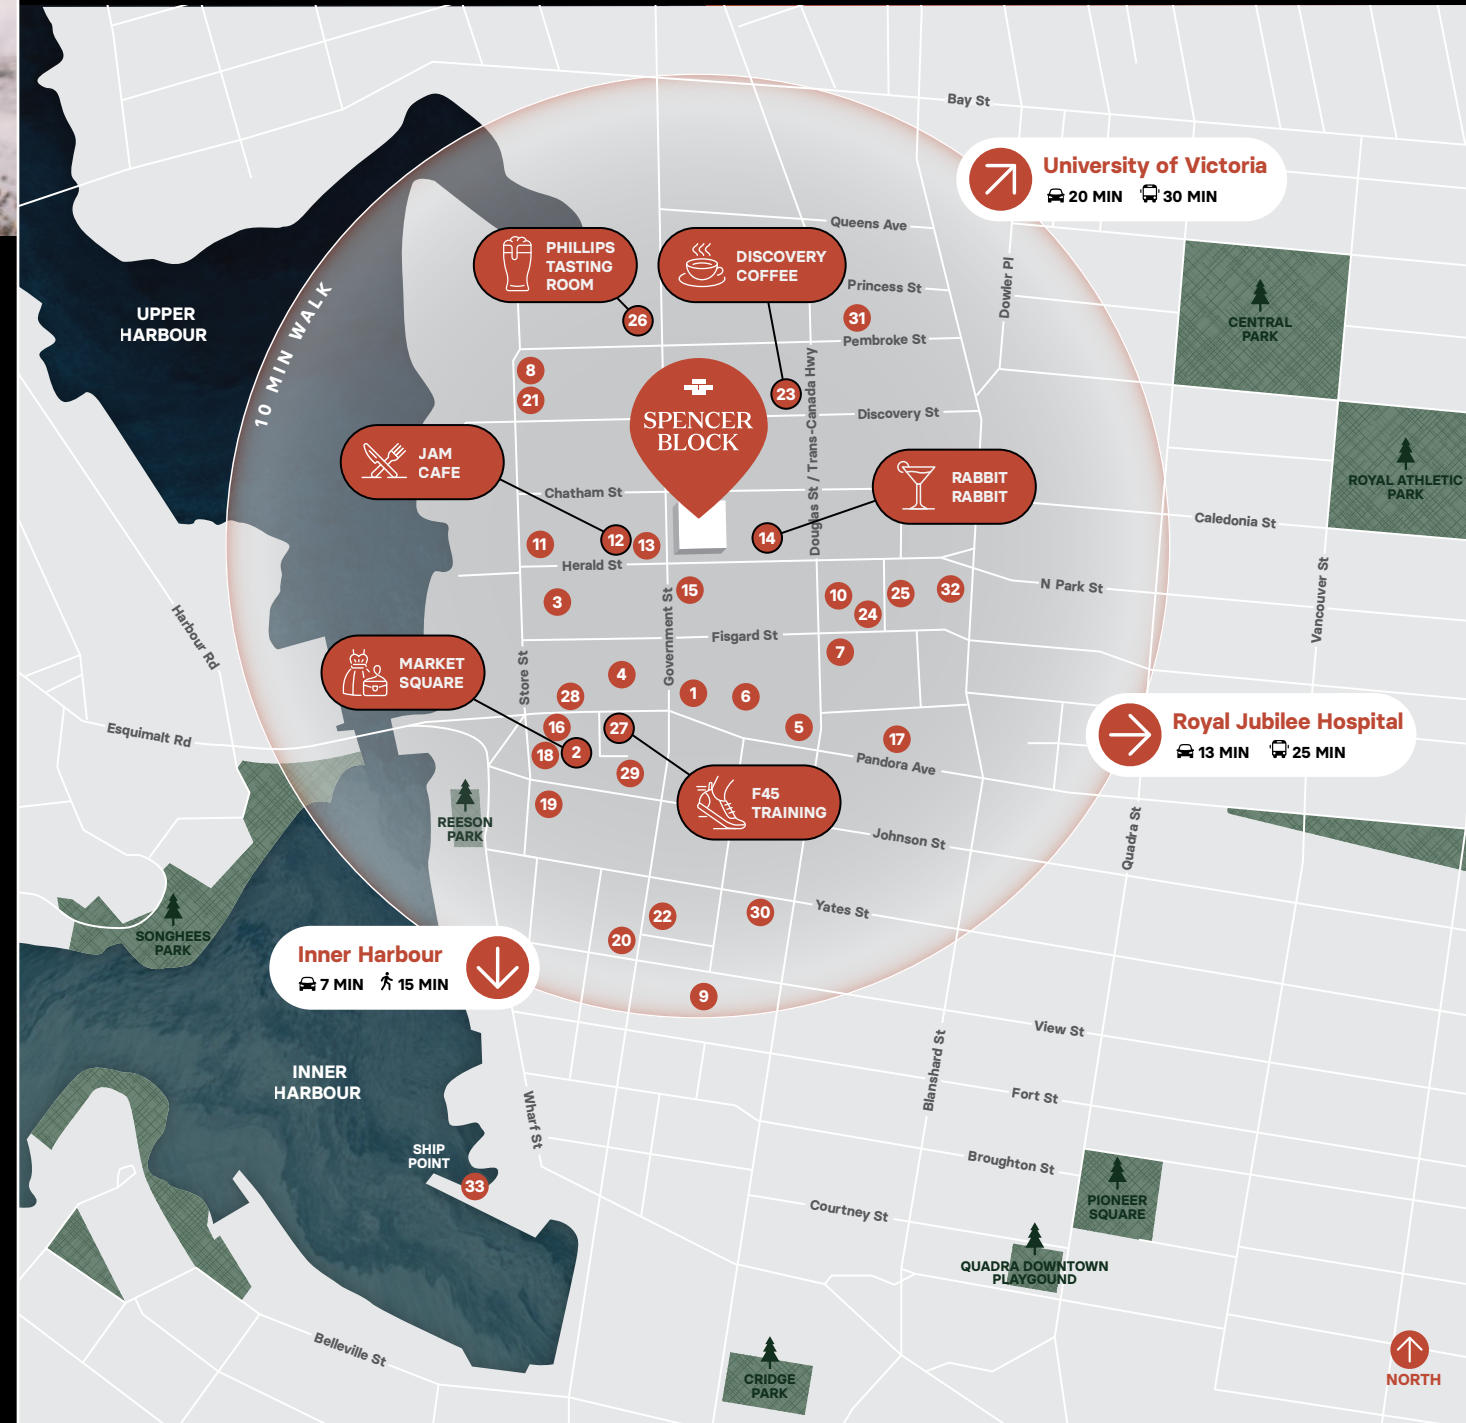 Bay St
University of Victoria
20 MIN 30 MIN
Queens Ave
PHILLIPS
TASTING
ROOM
DISCOVERY
COFFEE
Princess St
Dowler Pl
26
31
Pembroke St
CENTRAL
PARK
UPPER
HARBOUR
10 MIN WALK
8
21
23
SPENCER
BLOCK
Discovery St
Douglas St / Trans-Canada Hwy
JAM
CAFE
RABBIT
RABBIT
ROYAL ATHLETIC
PARK
Chatham St
Caledonia St
11
12
13
14
Herald St
N Park St
Vancouver St
3
15
10
24
25
32
Harbour Rd
Government St
Fisgard St
7
MARKET
SQUARE
Store St
4
28
1
6
16
27
5
17
18
2
29
19
Royal Jubilee Hospital
13 MIN 25 MIN
Esquimalt Rd
Pandora Ave
F45
TRAINING
REESON
PARK
Johnson St
Quadra St
SONGHEES
PARK
22
30
20
Yates St
Inner Harbour
7 MIN 15 MIN
9
View St
INNER
HARBOUR
Wharf St
Blanshard St
Fort St
SHIP
POINT
33
Broughton St
Courtney St
PIONEER
SQUARE
QUADRA DOWNTOWN
PLAYGOUND
Belleville St
CRIDGE
PARK
NORTH